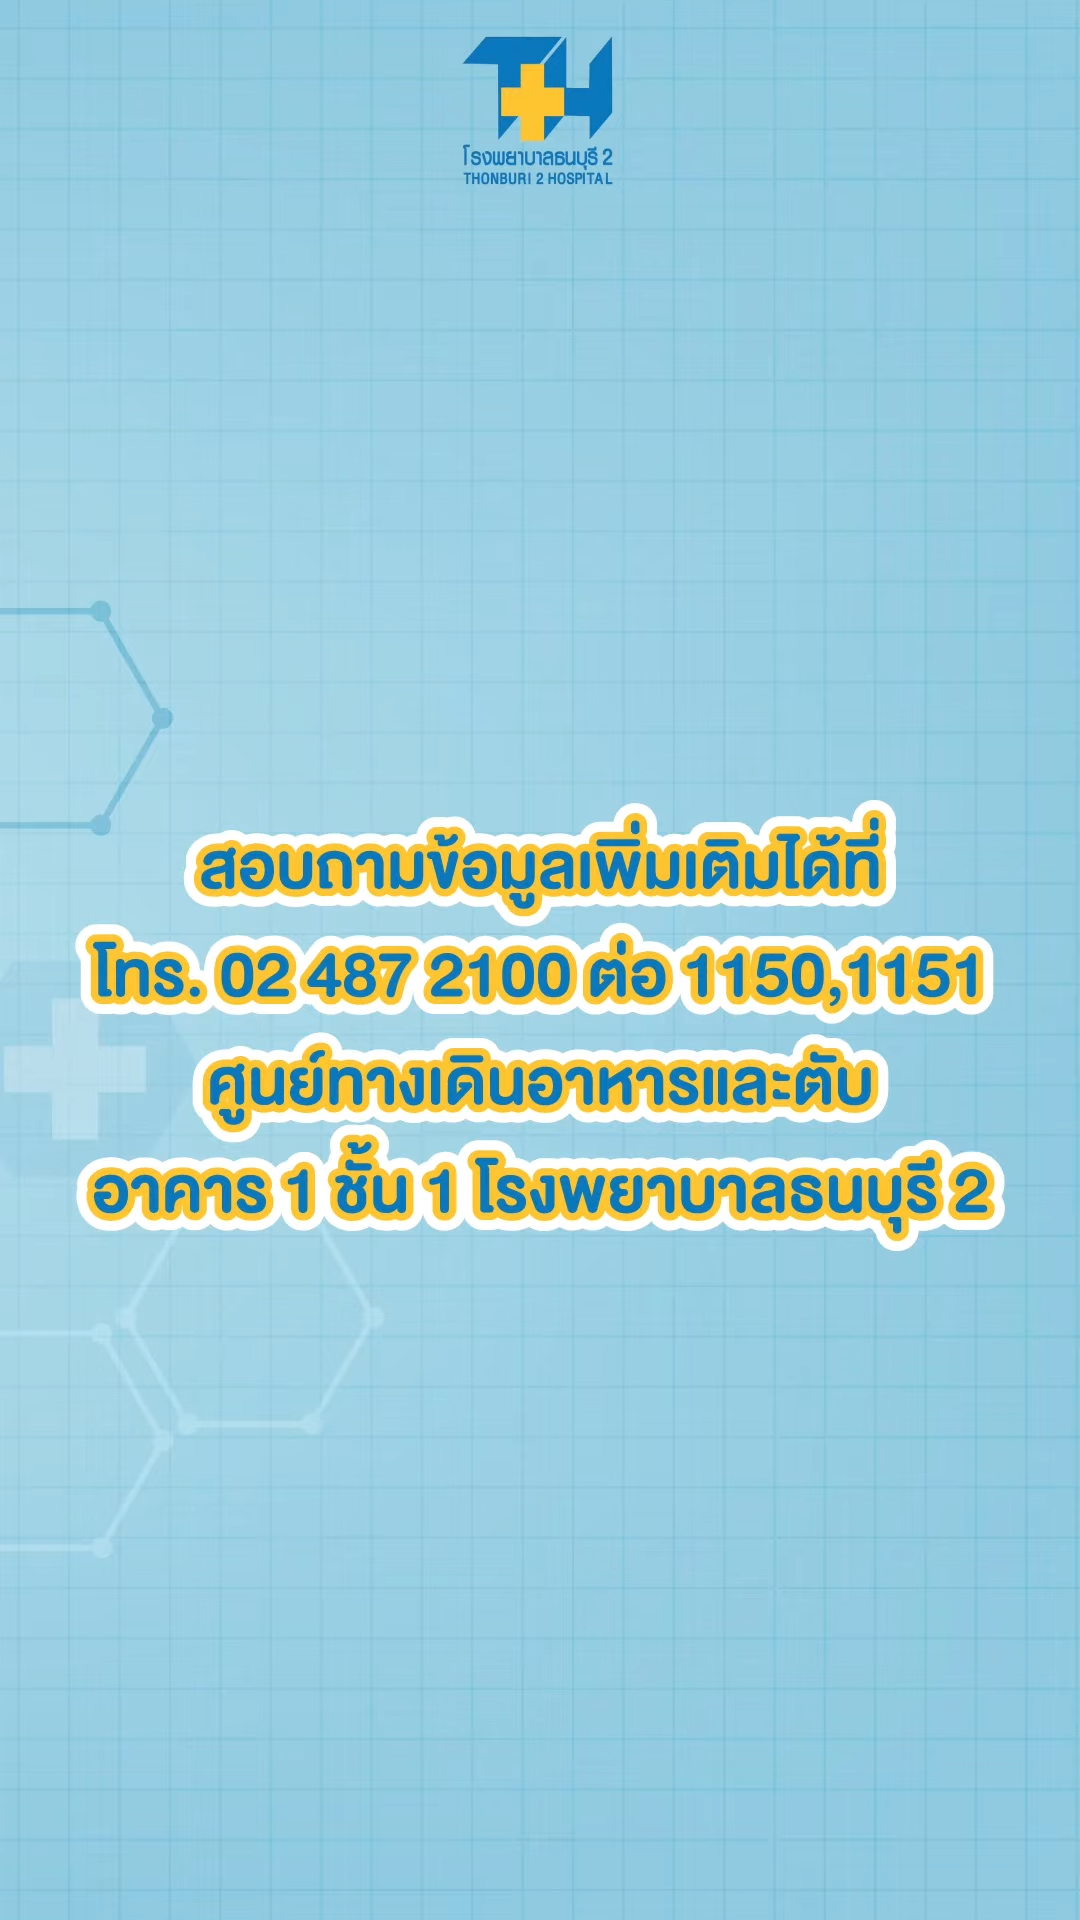 โรงพยาบาลธนบุรี 2
THONBURI 2 HOSPITAL
สอบถามข้อมูลเพิ่มเติมได้ที่
โทร. 02 487 2100 ต่อ 1150,1151
ศูนย์ทางเดินอาหารและตับ
อาคาร 1 ชั้น 1 โรงพยาบาลธนบุรี 2